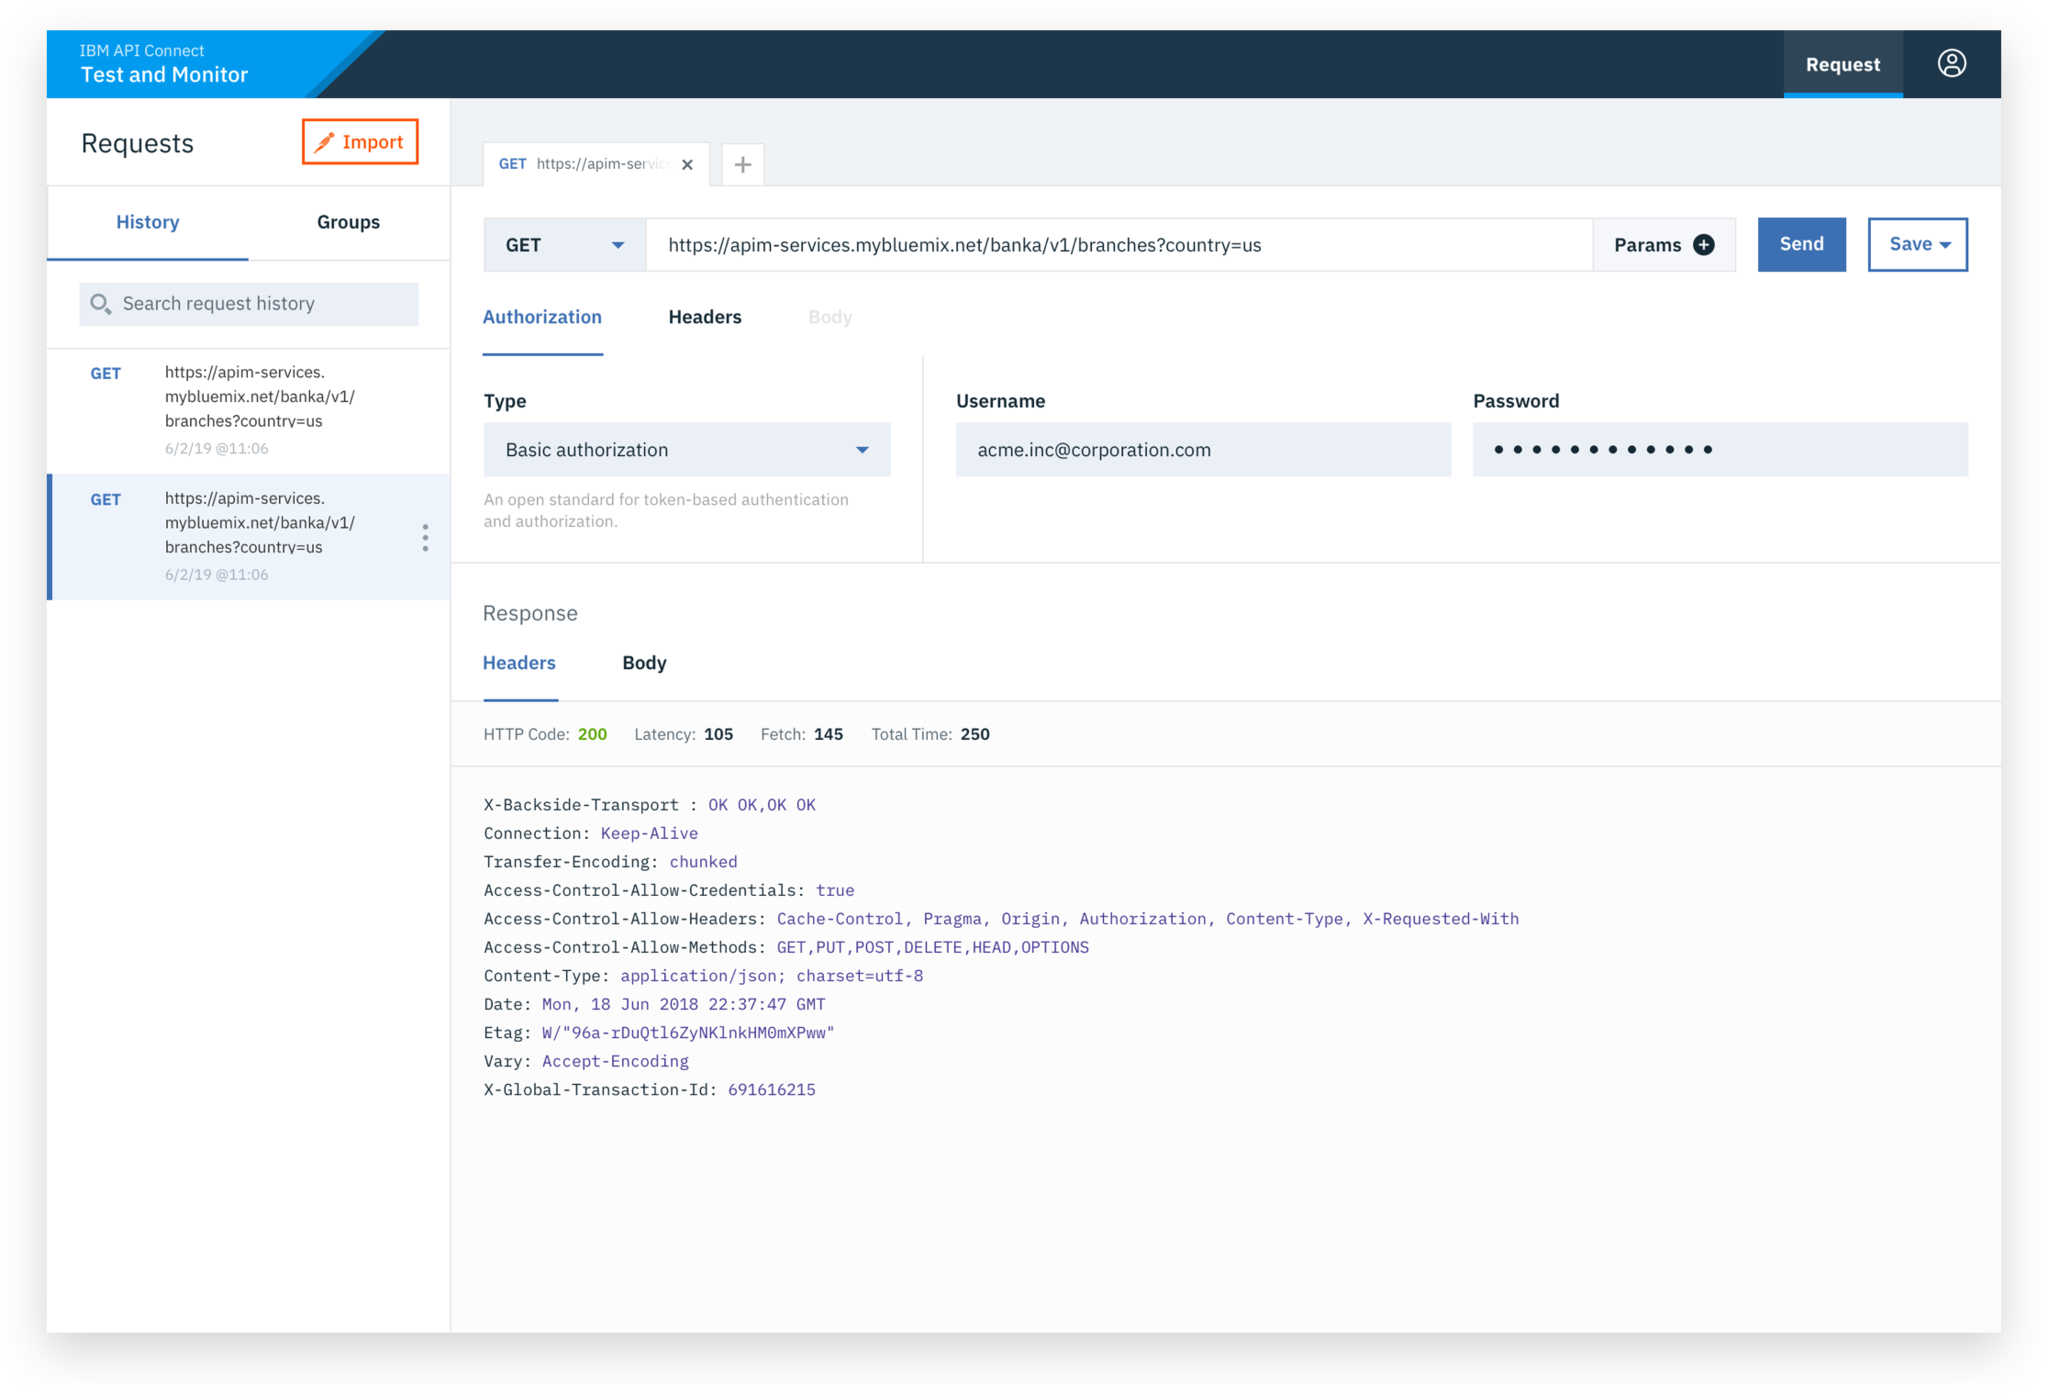 IBM API Connect
Test and Monitor
Request
Requests
Import
GET https://apim-servic
History
Groups
Search request history
GET
https://apim-services.
mybluemix.net/banka/v1/
branches?country=us
6/2/19 @11:06
GET
https://apim-services.
mybluemix.net/banka/v1/
branches?country=us
6/2/19 @11:06
GET
https://apim-services.mybluemix.net/banka/v1/branches?country=us
Params
Send
Save
Authorization
Headers
Body
Type
Basic authorization
An open standard for token-based authentication
and authorization.
Username
acme.inc@corporation.com
Password
Response
Headers
Body
HTTP Code: 200 Latency: 105 Fetch: 145 Total Time: 250
X-Backside-Transport : OK OK,OK OK
Connection: Keep-Alive
Transfer-Encoding: chunked
Access-Control-Allow-Credentials: true
Access-Control-Allow-Headers: Cache-Control, Pragma, Origin, Authorization, Content-Type, X-Requested-With
Access-Control-Allow-Methods: GET,PUT,POST,DELETE,HEAD,OPTIONS
Content-Type: application/json; charset=utf-8
Date: Mon, 18 Jun 2018 22:37:47 GMT
Etag: W/"96a-rDuQtl6ZyNKlnkHM0mXPww"
Vary: Accept-Encoding
X-Global-Transaction-Id: 691616215